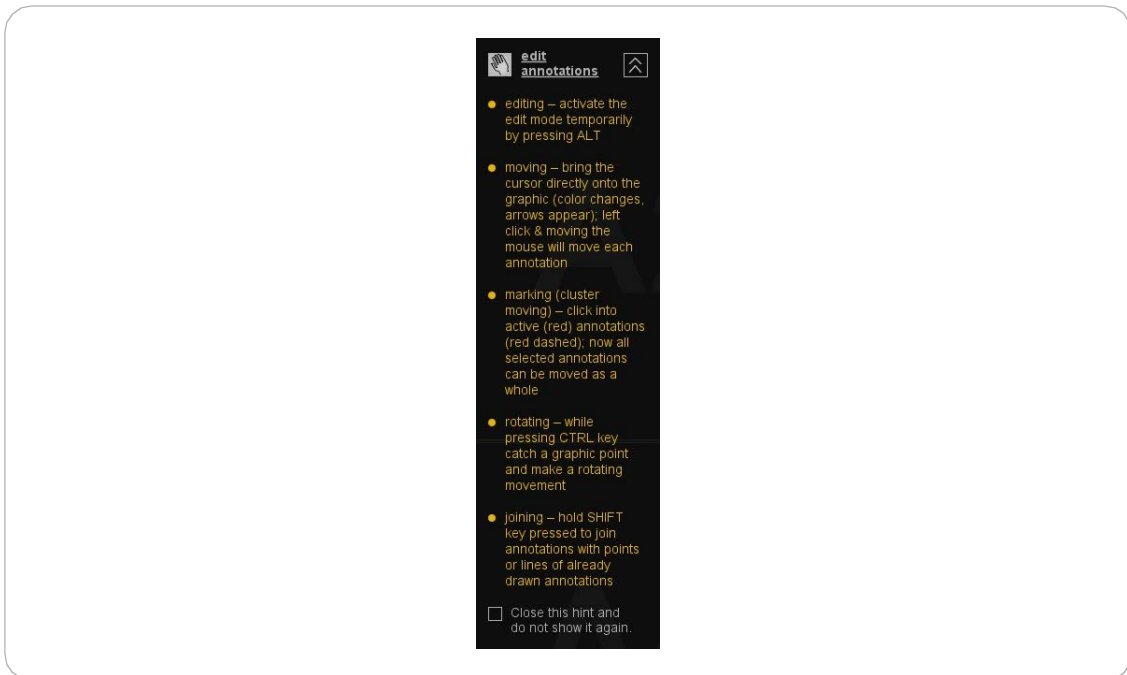 edit
annotations
editing – activate the
edit mode temporarily
by pressing ALT
moving – bring the
cursor directly onto the
graphic (color changes,
arrows appear); left
click & moving the
mouse will move each
annotation
marking (cluster
moving) – click into
active (red) annotations
(red dashed); now all
selected annotations
can be moved as a
whole
rotating – while
pressing CTRL key
catch a graphic point
and make a rotating
movement
joining – hold SHIFT
key pressed to join
annotations with points
or lines of already
drawn annotations
Close this hint and
do not show it again.